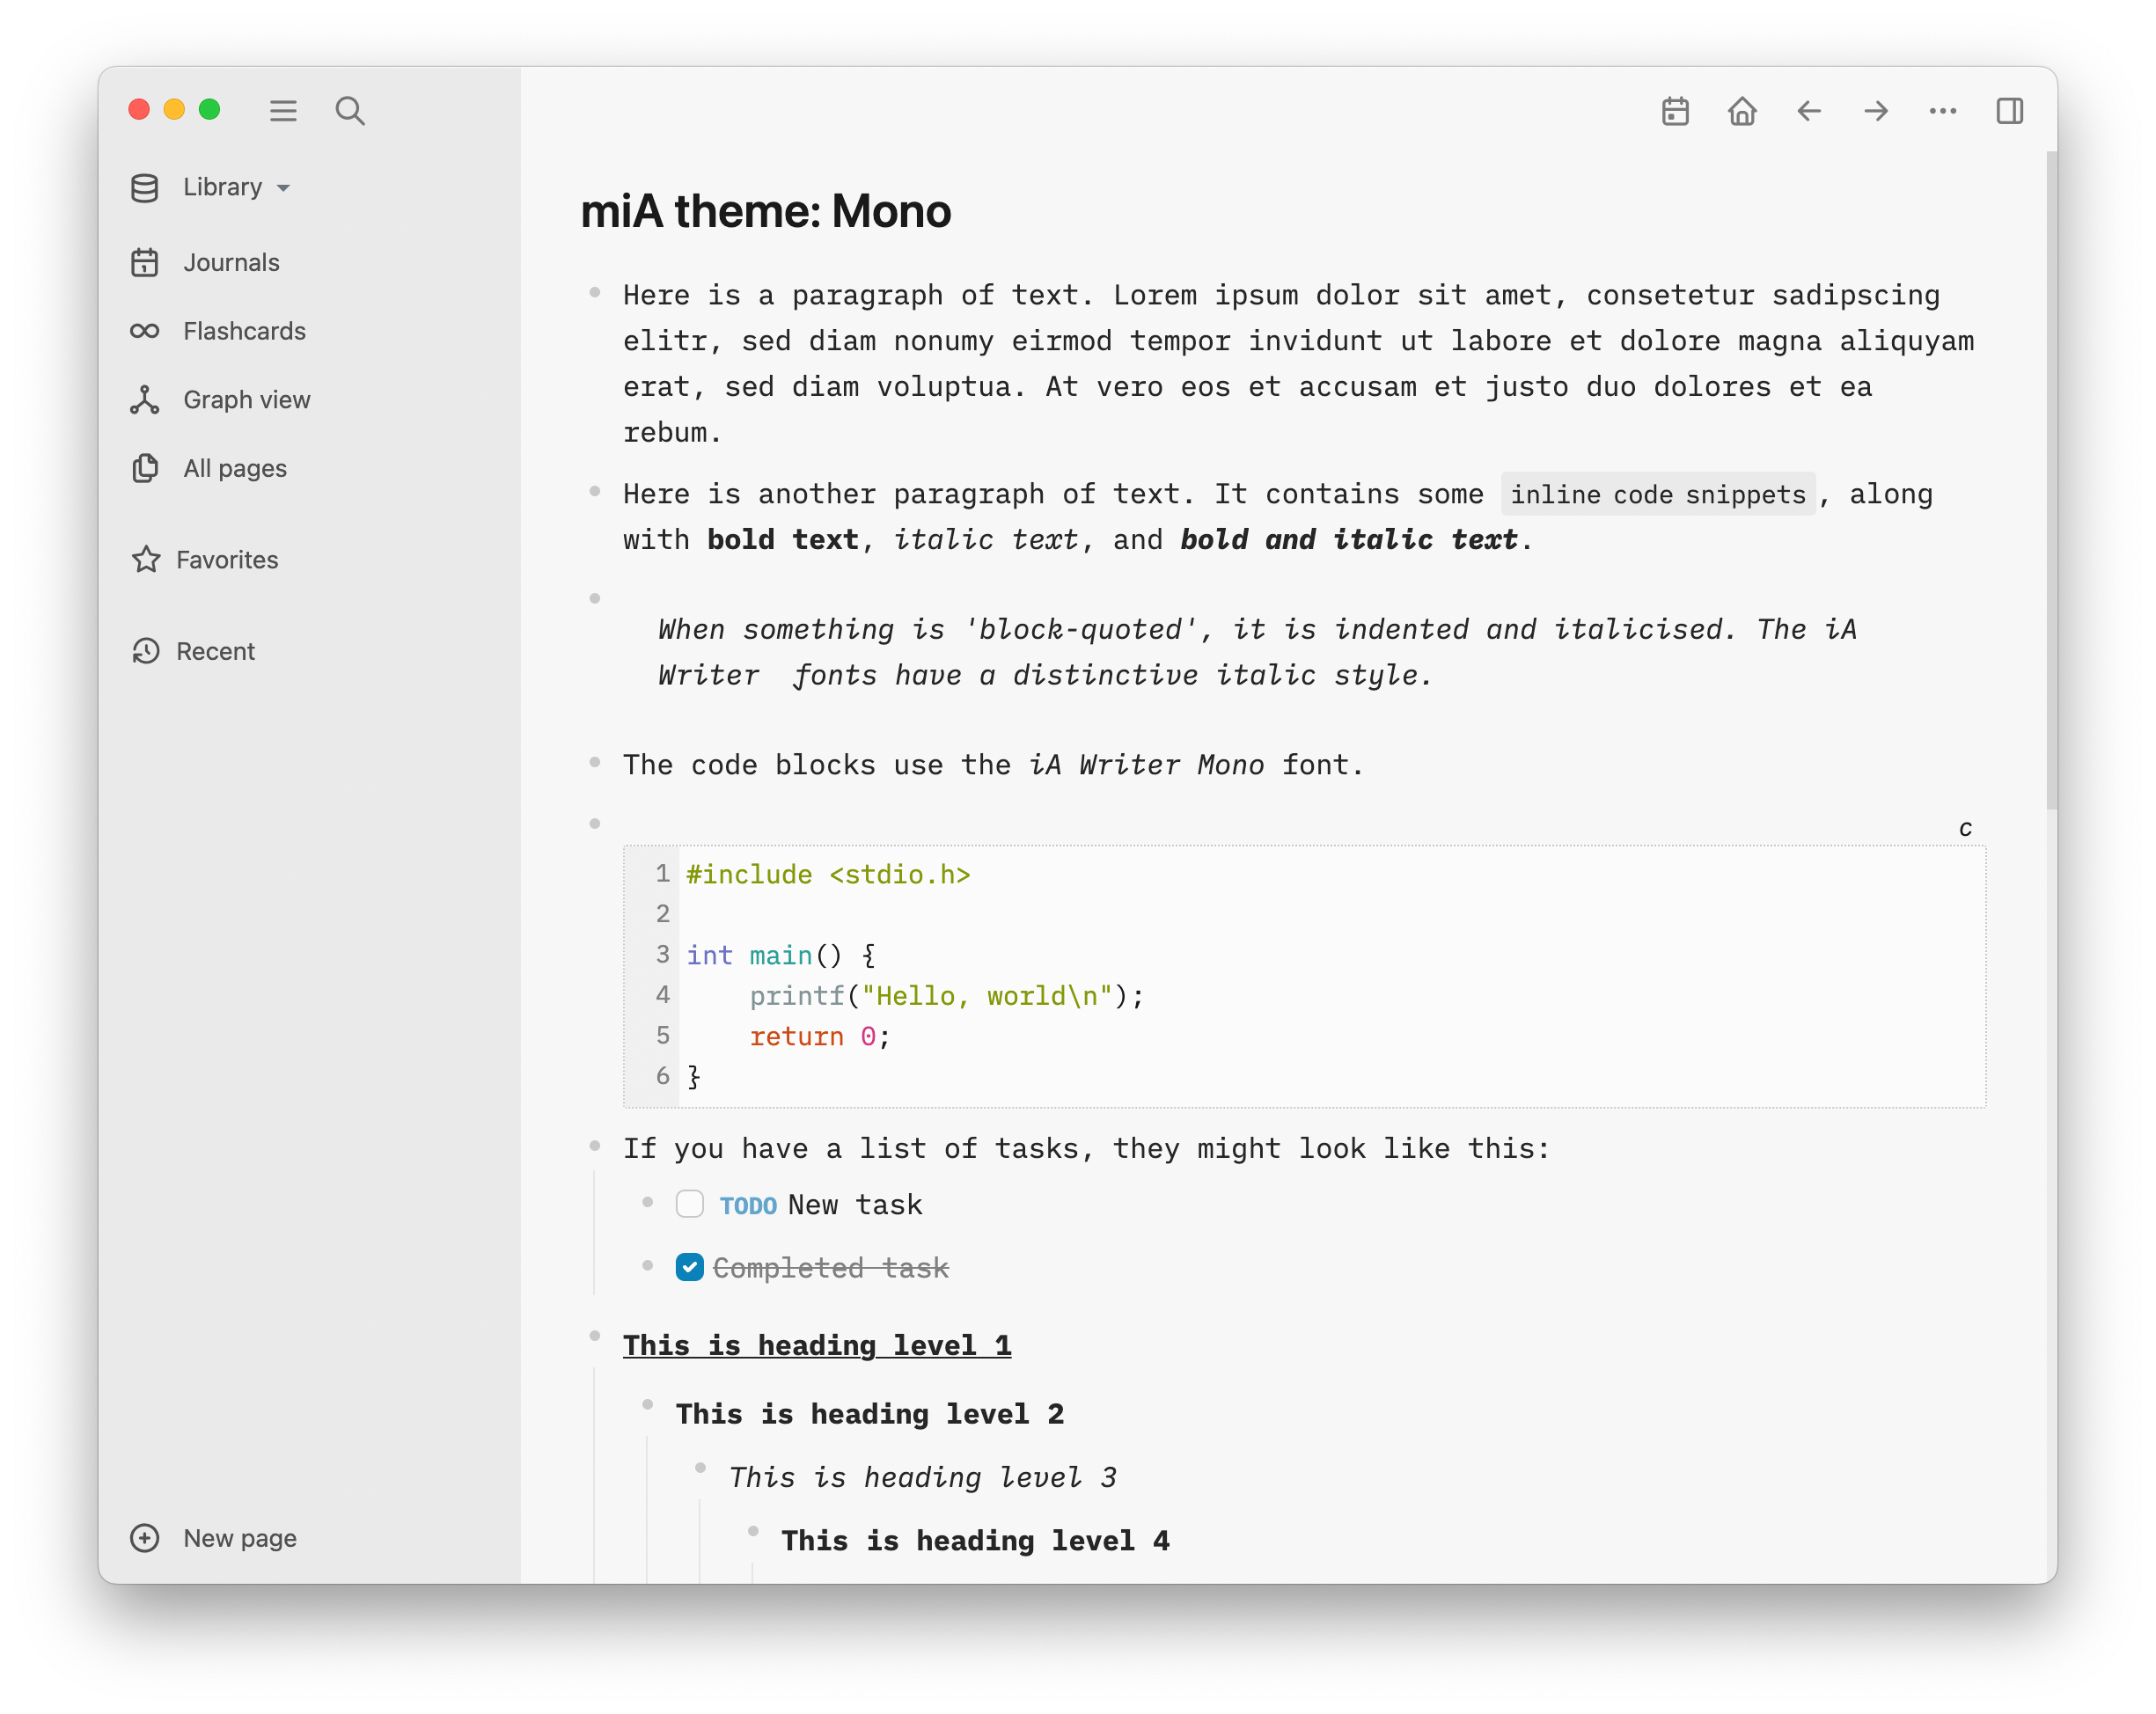 Library
Journals
Flashcards
Graph view
All pages
Favorites
Recent
New page
miA theme: Mono
Here is a paragraph of text. Lorem ipsum dolor sit amet, consetetur sadipscing
elitr, sed diam nonumy eirmod tempor invidunt ut labore et dolore magna aliquyam
erat, sed diam voluptua. At vero eos et accusam et justo duo dolores et ea
rebum.
Here is another paragraph of text. It contains some inline code snippets, along
with bold text, italic text, and bold and italic text.
When something is 'block-quoted', it is indented and italicised. The iA
Writer  fonts have a distinctive italic style.
The code blocks use the iA Writer Mono font.
c
1 #include <stdio.h>
2
3 int main() {
4     printf("Hello, world\n");
5     return 0;
6 }
If you have a list of tasks, they might look like this:
TODO New task
Completed task
This is heading level 1
This is heading level 2
This is heading level 3
This is heading level 4